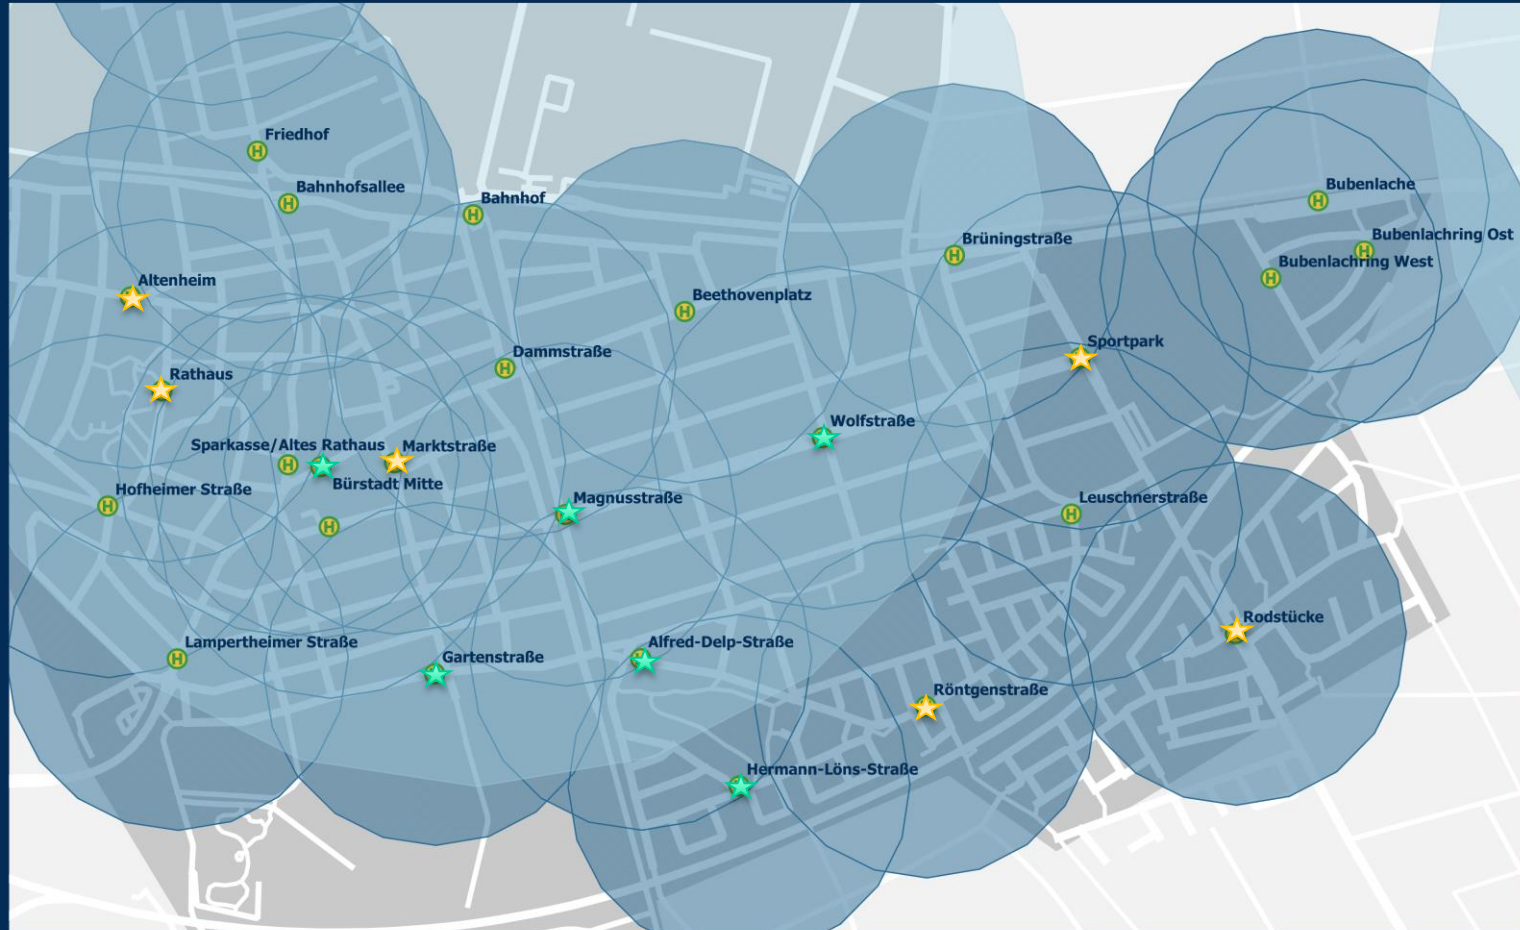 Friedhof
H
Bahnhofsallee
H
Bubenlache
H
Bahnhof
H
Brüningstraße
H
Bubenlachring Ost
H
Bubenlachring West
H
Altenheim
Beethovenplatz
H
Dammstraße
H
Sportpark
Rathaus
Wolfstraße
Sparkasse/Altes Rathaus
H
Marktstraße
Bürstadt Mitte
H
Hofheimer Straße
H
Magnusstraße
Leuschnerstraße
H
Rodstücke
Lampertheimer Straße
H
Gartenstraße
Alfred-Delp-Straße
Röntgenstraße
Hermann-Löns-Straße